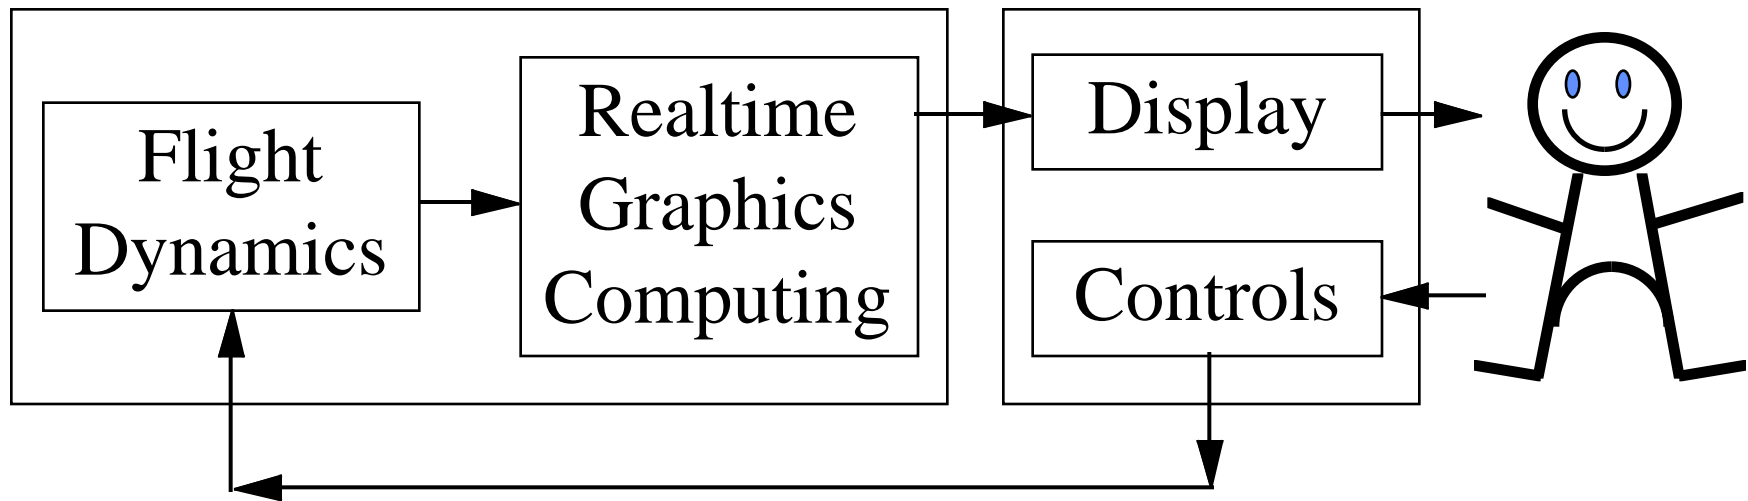 Flight
Dynamics
Realtime
Graphics
Computing
Display
Controls